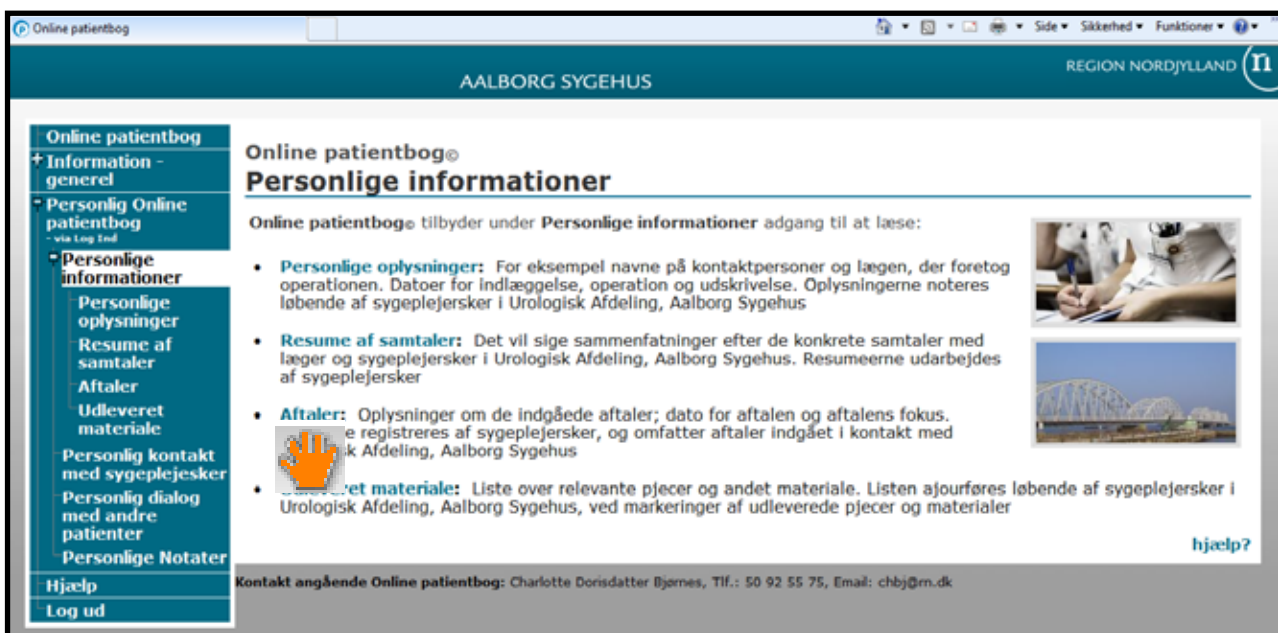 Online patientbog
Side
Sikkerhed
Funktioner
AALBORG SYGEHUS
REGION NORDJYLLAND
Online patientbog
Information -
generel
Personlig Online
patientbog
- via Log Ind
Personlige
informationer
Personlige
oplysninger
Resume af
samtaler
Aftaler
Udleveret
materiale
Personlig kontakt
med sygeplejesker
Personlig dialog
med andre
patienter
Personlige Notater
Hjælp
Log ud
Online patientbog©
Personlige informationer
Online patientbog© tilbyder under Personlige informationer adgang til at læse:
• Personlige oplysninger: For eksempel navne på kontaktpersoner og lægen, der foretog
operationen. Datoer for indlæggelse, operation og udskrivelse. Oplysningerne noteres
løbende af sygeplejersker i Urologisk Afdeling, Aalborg Sygehus
• Resume af samtaler: Det vil sige sammenfatninger efter de konkrete samtaler med
læger og sygeplejersker i Urologisk Afdeling, Aalborg Sygehus. Resumeerne udarbejdes
af sygeplejersker
• Aftaler: Oplysninger om de indgåede aftaler; dato for aftalen og aftalens fokus.
registreres af sygeplejersker, og omfatter aftaler indgået i kontakt med
Afdeling, Aalborg Sygehus
• materiale: Liste over relevante pjecer og andet materiale. Listen ajourføres løbende af sygeplejersker i
Urologisk Afdeling, Aalborg Sygehus, ved markeringer af udleverede pjecer og materialer
hjælp?
Kontakt angående Online patientbog: Charlotte Dorisdatter Bjørnes, Tlf.: 50 92 55 75, Email: chbj@rn.dk